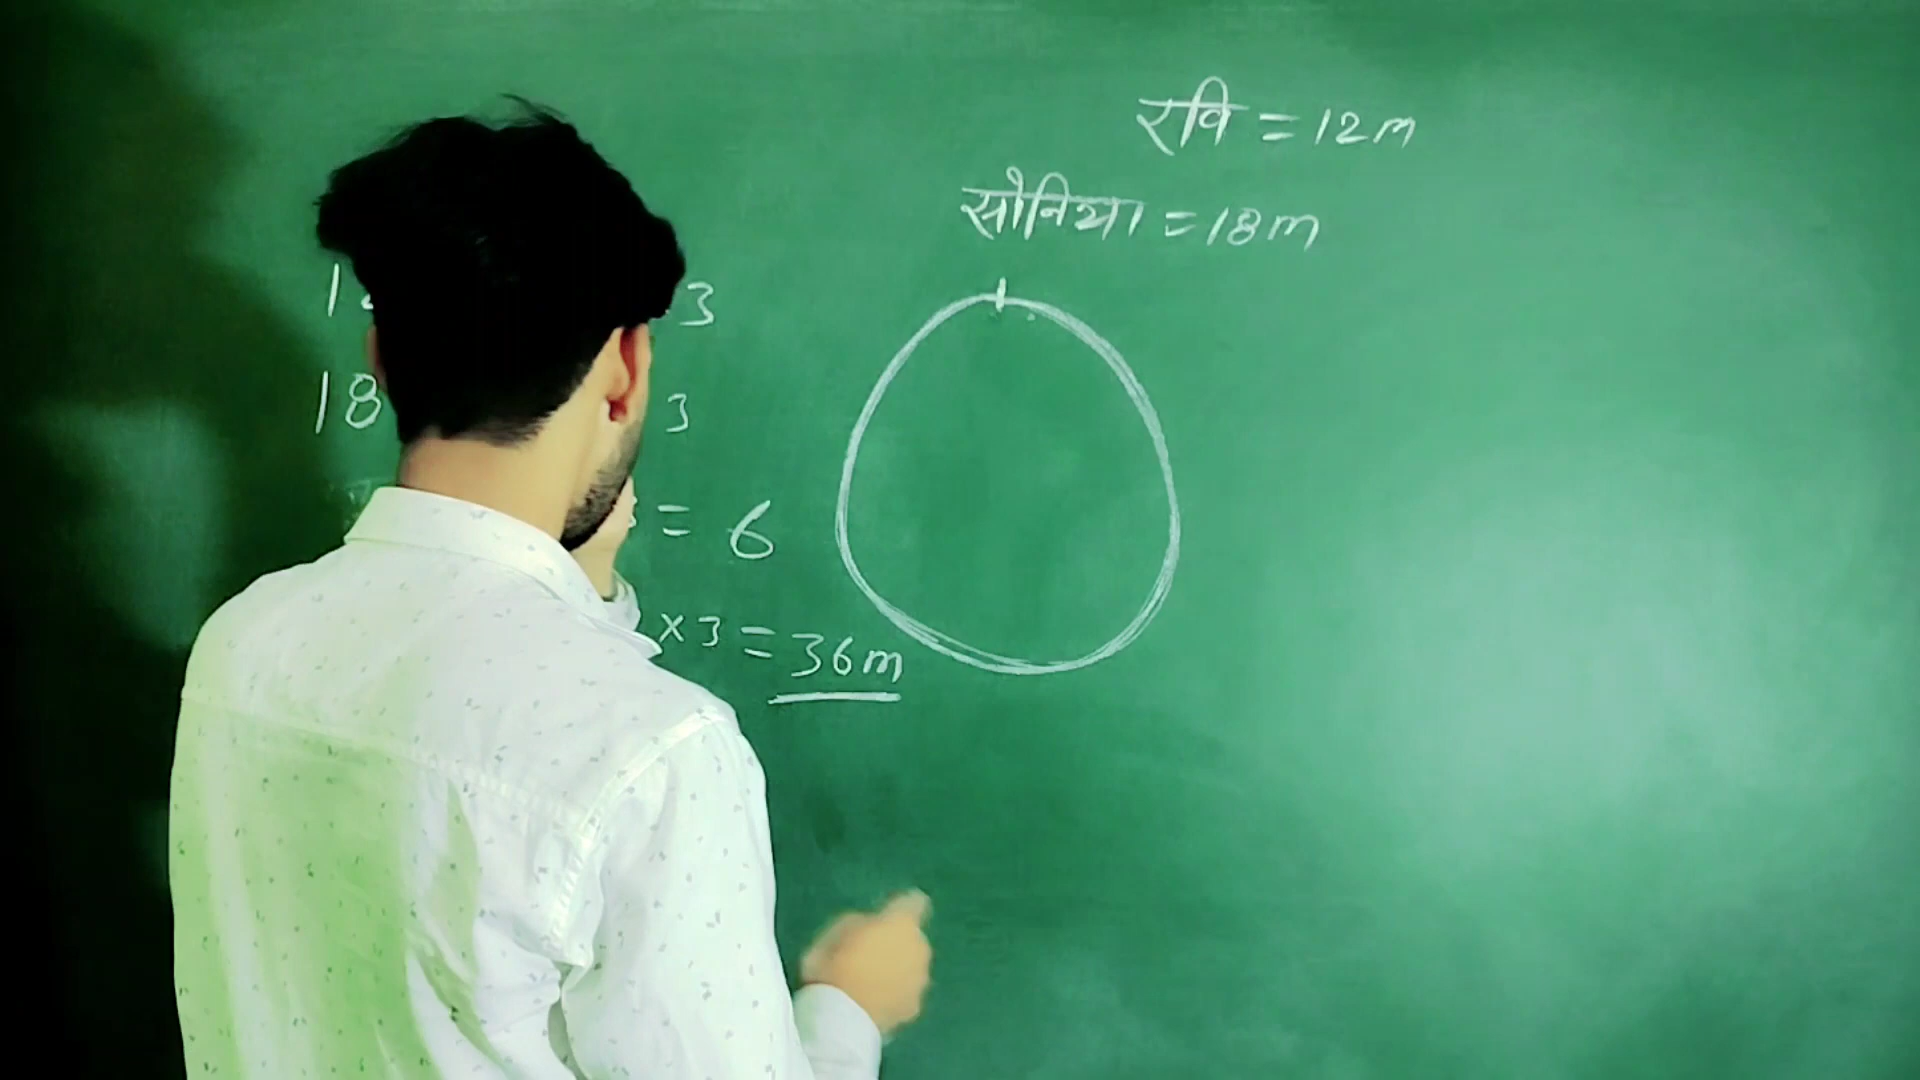 रवि = 12m
सोनिया = 18m
3
18 3
= 6
× 3 = 36m